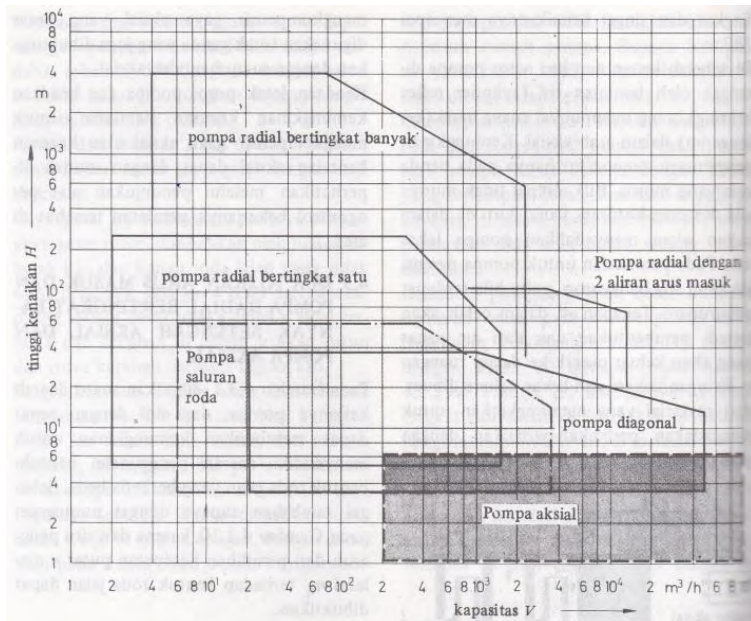 10⁴
8
6
4
m
2
pompa radial bertingkat banyak
10³
8
6
4
2
Pompa radial dengan
2 aliran arus masuk
pompa radial bertingkat satu
10²
8
6
4
Pompa
saluran
roda
2
pompa diagonal
10¹
8
6
4
Pompa aksial
2
1
tinggi kenaikan H
1 2 4 6 8 10¹ 2 4 6 8 10² 2 4 6 8 10³ 2 4 6 8 10⁴ 2 m³/h 6 8
kapasitas V